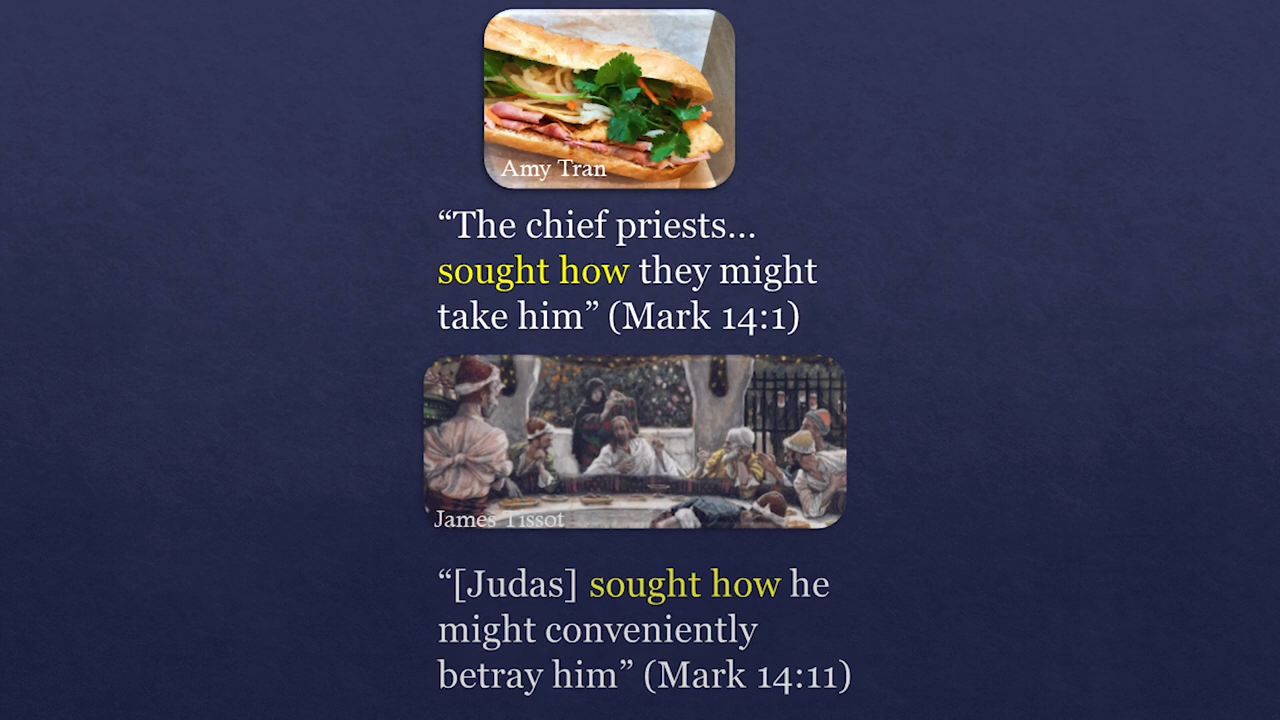 Amy Tran
“The chief priests…
sought how they might
take him” (Mark 14:1)
James Tissot
“[Judas] sought how he
might conveniently
betray him” (Mark 14:11)